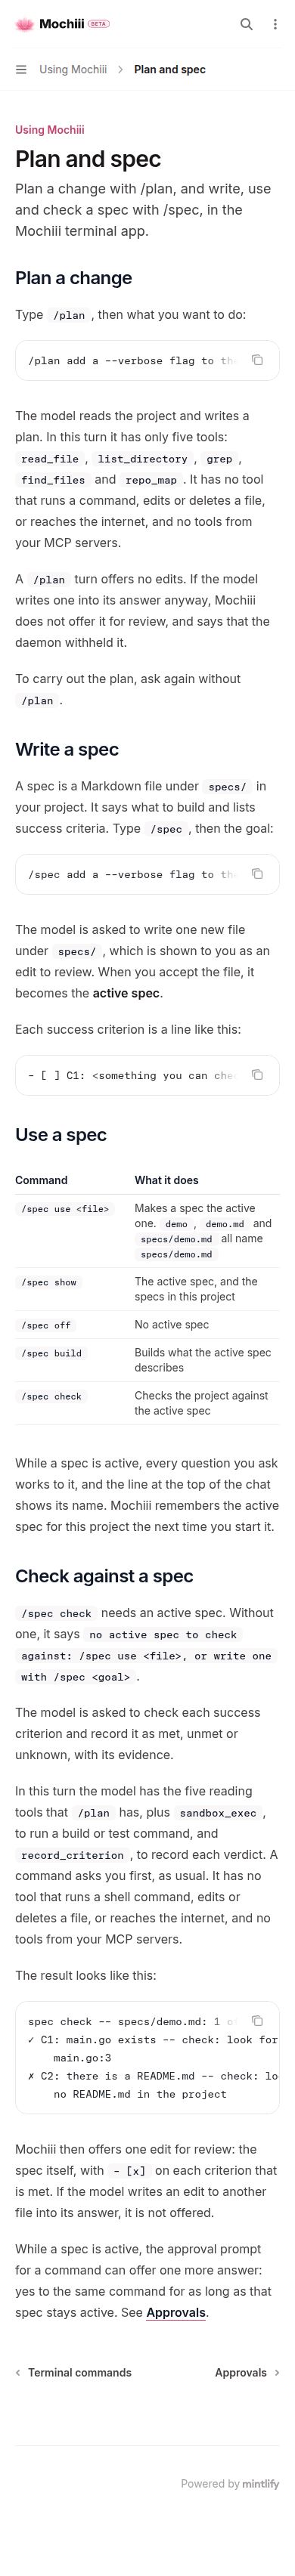 Mochiii BETA
Using Mochiii > Plan and spec
Using Mochiii
Plan and spec
Plan a change with /plan, and write, use
and check a spec with /spec, in the
Mochiii terminal app.
Plan a change
Type /plan , then what you want to do:
/plan add a --verbose flag to the
The model reads the project and writes a
plan. In this turn it has only five tools:
read_file , list_directory , grep ,
find_files and repo_map . It has no tool
that runs a command, edits or deletes a file,
or reaches the internet, and no tools from
your MCP servers.
A /plan turn offers no edits. If the model
writes one into its answer anyway, Mochiii
does not offer it for review, and says that the
daemon withheld it.
To carry out the plan, ask again without
/plan .
Write a spec
A spec is a Markdown file under specs/ in
your project. It says what to build and lists
success criteria. Type /spec , then the goal:
/spec add a --verbose flag to the
The model is asked to write one new file
under specs/ , which is shown to you as an
edit to review. When you accept the file, it
becomes the active spec.
Each success criterion is a line like this:
- [ ] C1: <something you can chec
Use a spec
Command What it does
/spec use <file> Makes a spec the active
one. demo , demo.md and
specs/demo.md all name
specs/demo.md
/spec show The active spec, and the
specs in this project
/spec off No active spec
/spec build Builds what the active spec
describes
/spec check Checks the project against
the active spec
While a spec is active, every question you ask
works to it, and the line at the top of the chat
shows its name. Mochiii remembers the active
spec for this project the next time you start it.
Check against a spec
/spec check needs an active spec. Without
one, it says no active spec to check
against: /spec use <file>, or write one
with /spec <goal> .
The model is asked to check each success
criterion and record it as met, unmet or
unknown, with its evidence.
In this turn the model has the five reading
tools that /plan has, plus sandbox_exec ,
to run a build or test command, and
record_criterion , to record each verdict. A
command asks you first, as usual. It has no
tool that runs a shell command, edits or
deletes a file, or reaches the internet, and no
tools from your MCP servers.
The result looks like this:
spec check -- specs/demo.md: 1 o
✓ C1: main.go exists -- check: look for
main.go:3
✗ C2: there is a README.md -- check: lo
no README.md in the project
Mochiii then offers one edit for review: the
spec itself, with - [x] on each criterion that
is met. If the model writes an edit to another
file into its answer, it is not offered.
While a spec is active, the approval prompt
for a command can offer one more answer:
yes to the same command for as long as that
spec stays active. See Approvals.
< Terminal commands Approvals >
Powered by mintlify